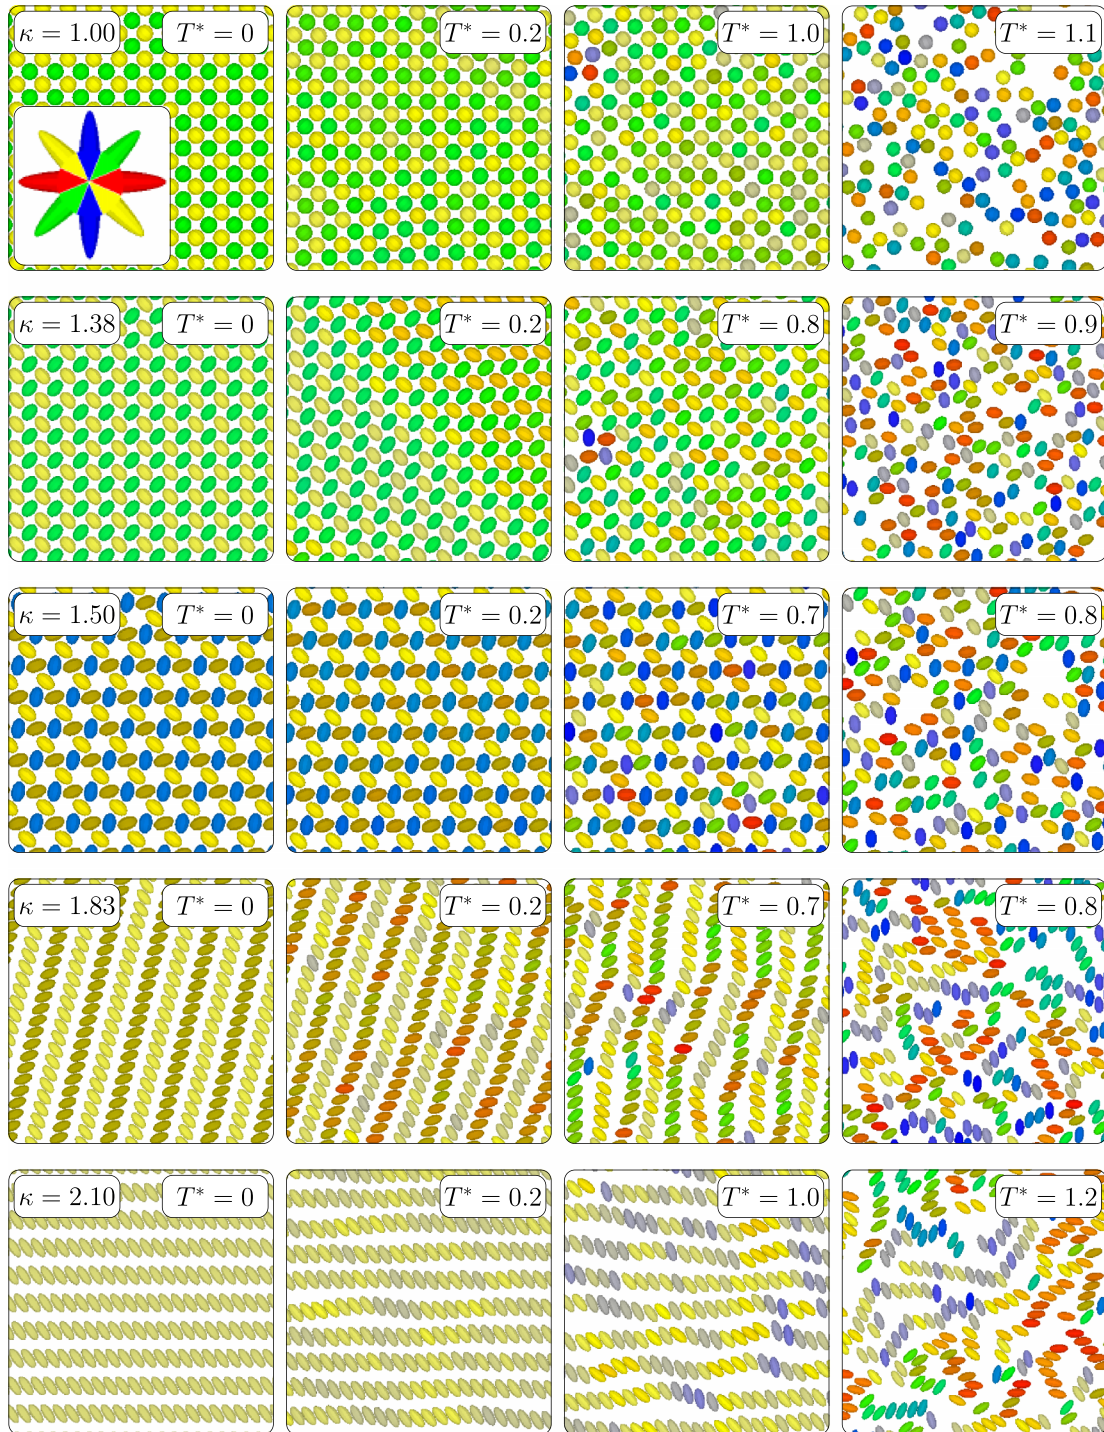 κ = 1.00 T* = 0 T* = 0.2 T* = 1.0 T* = 1.1
κ = 1.38 T* = 0 T* = 0.2 T* = 0.8 T* = 0.9
κ = 1.50 T* = 0 T* = 0.2 T* = 0.7 T* = 0.8
κ = 1.83 T* = 0 T* = 0.2 T* = 0.7 T* = 0.8
κ = 2.10 T* = 0 T* = 0.2 T* = 1.0 T* = 1.2